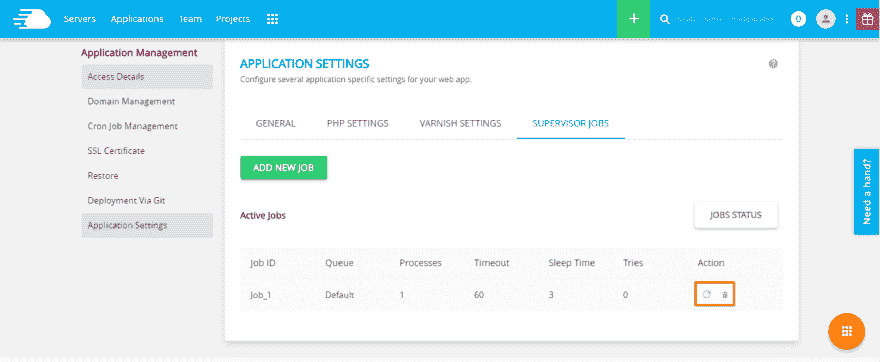 Servers Applications Team Projects + 0
Application Management
Access Details
Domain Management
Cron Job Management
SSL Certificate
Restore
Deployment Via Git
Application Settings
APPLICATION SETTINGS
Configure several application specific settings for your web app.
GENERAL PHP SETTINGS VARNISH SETTINGS SUPERVISOR JOBS
ADD NEW JOB
Active Jobs JOBS STATUS
Job ID Queue Processes Timeout Sleep Time Tries Action
Job_1 Default 1 60 3 0
Need a hand?